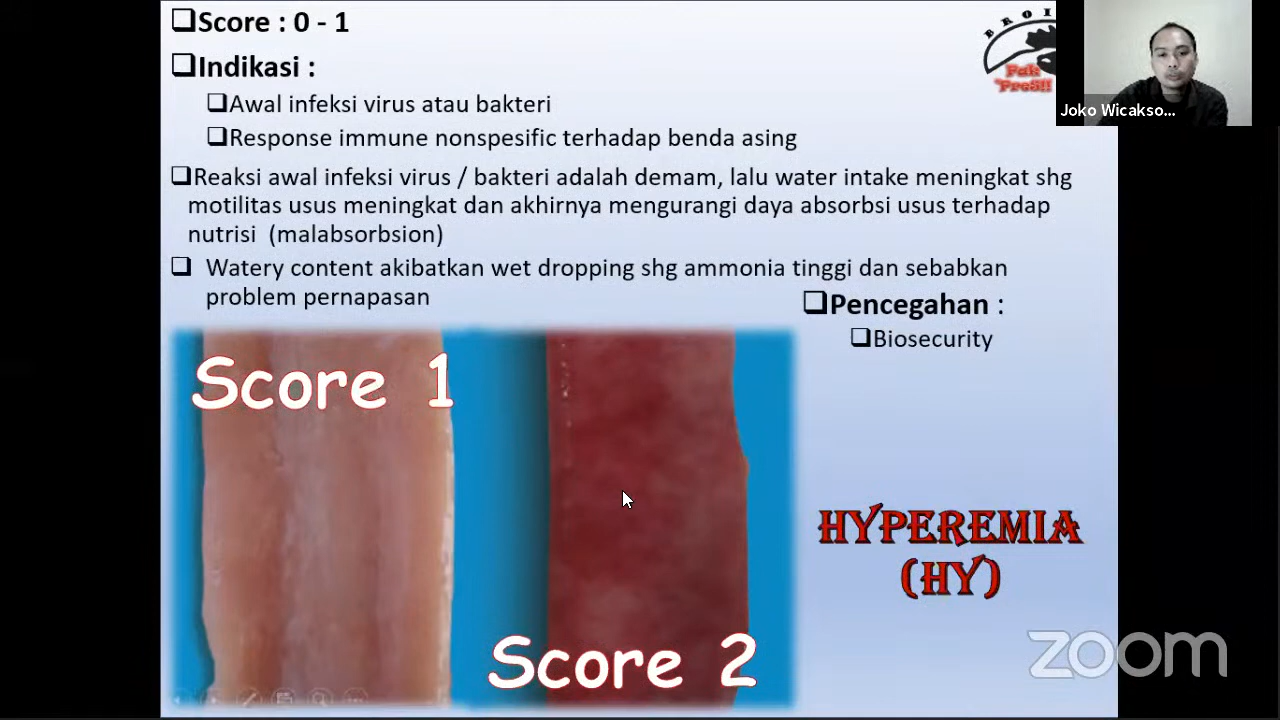 ❑Score : 0 - 1
❑Indikasi :
❑Awal infeksi virus atau bakteri
❑Response immune nonspesific terhadap benda asing
❑Reaksi awal infeksi virus / bakteri adalah demam, lalu water intake meningkat shg
motilitas usus meningkat dan akhirnya mengurangi daya absorbsi usus terhadap
nutrisi (malabsorbsion)
❑ Watery content akibatkan wet dropping shg ammonia tinggi dan sebabkan
problem pernapasan
❑Pencegahan :
❑Biosecurity
Score 1
Score 2
HYPEREMIA
(HY)
BROI
Pak
Joko Wicakso...
zoom